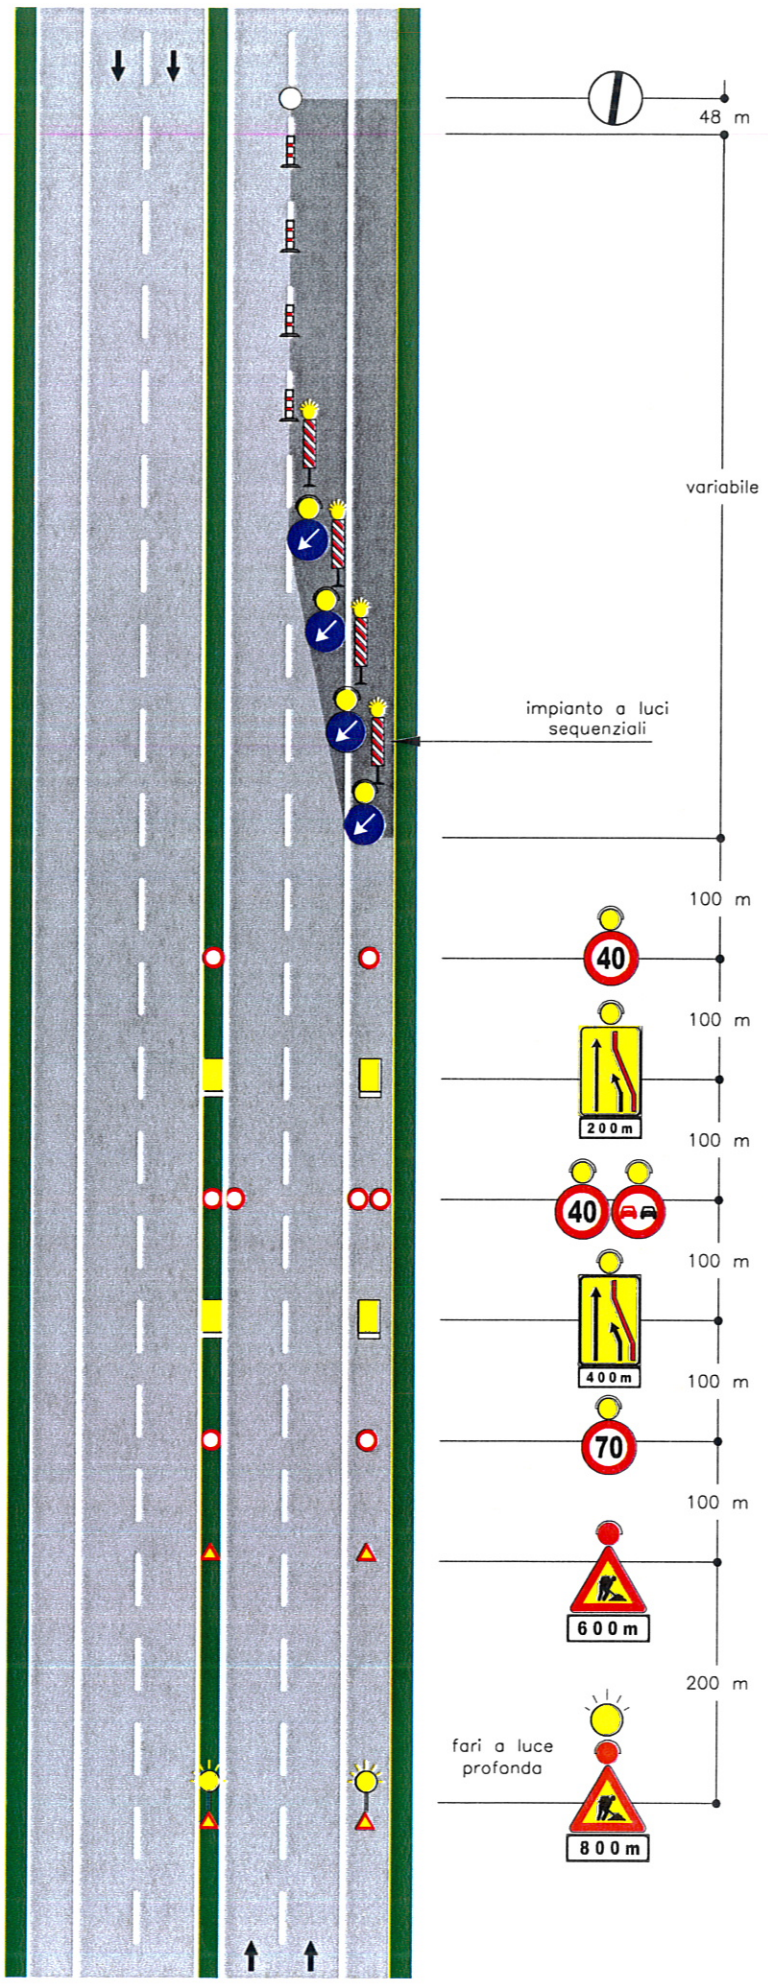 48 m
variabile
impianto a luci
sequenziali
100 m
40
100 m
200m
100 m
40
100 m
400m
100 m
70
100 m
600m
200 m
fari a luce
profonda
800m